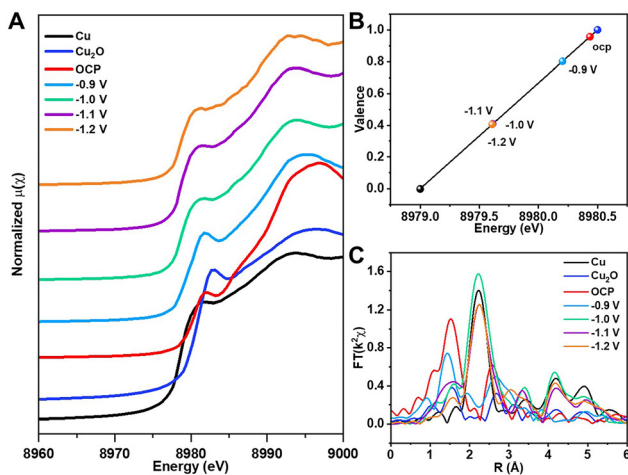 A
Cu
Cu₂O
OCP
-0.9 V
-1.0 V
-1.1 V
-1.2 V
Normalized μ(χ)
8960 8970 8980 8990 9000
Energy (eV)
B
Valence
1.0
0.8
0.6
0.4
0.2
0.0
ocp
-0.9 V
-1.1 V
-1.0 V
-1.2 V
8979.0 8979.5 8980.0 8980.5
Energy (eV)
C
FT(k²χ)
1.6
1.2
0.8
0.4
0.0
Cu
Cu₂O
OCP
-0.9 V
-1.0 V
-1.1 V
-1.2 V
0 1 2 3 4 5 6
R (Å)